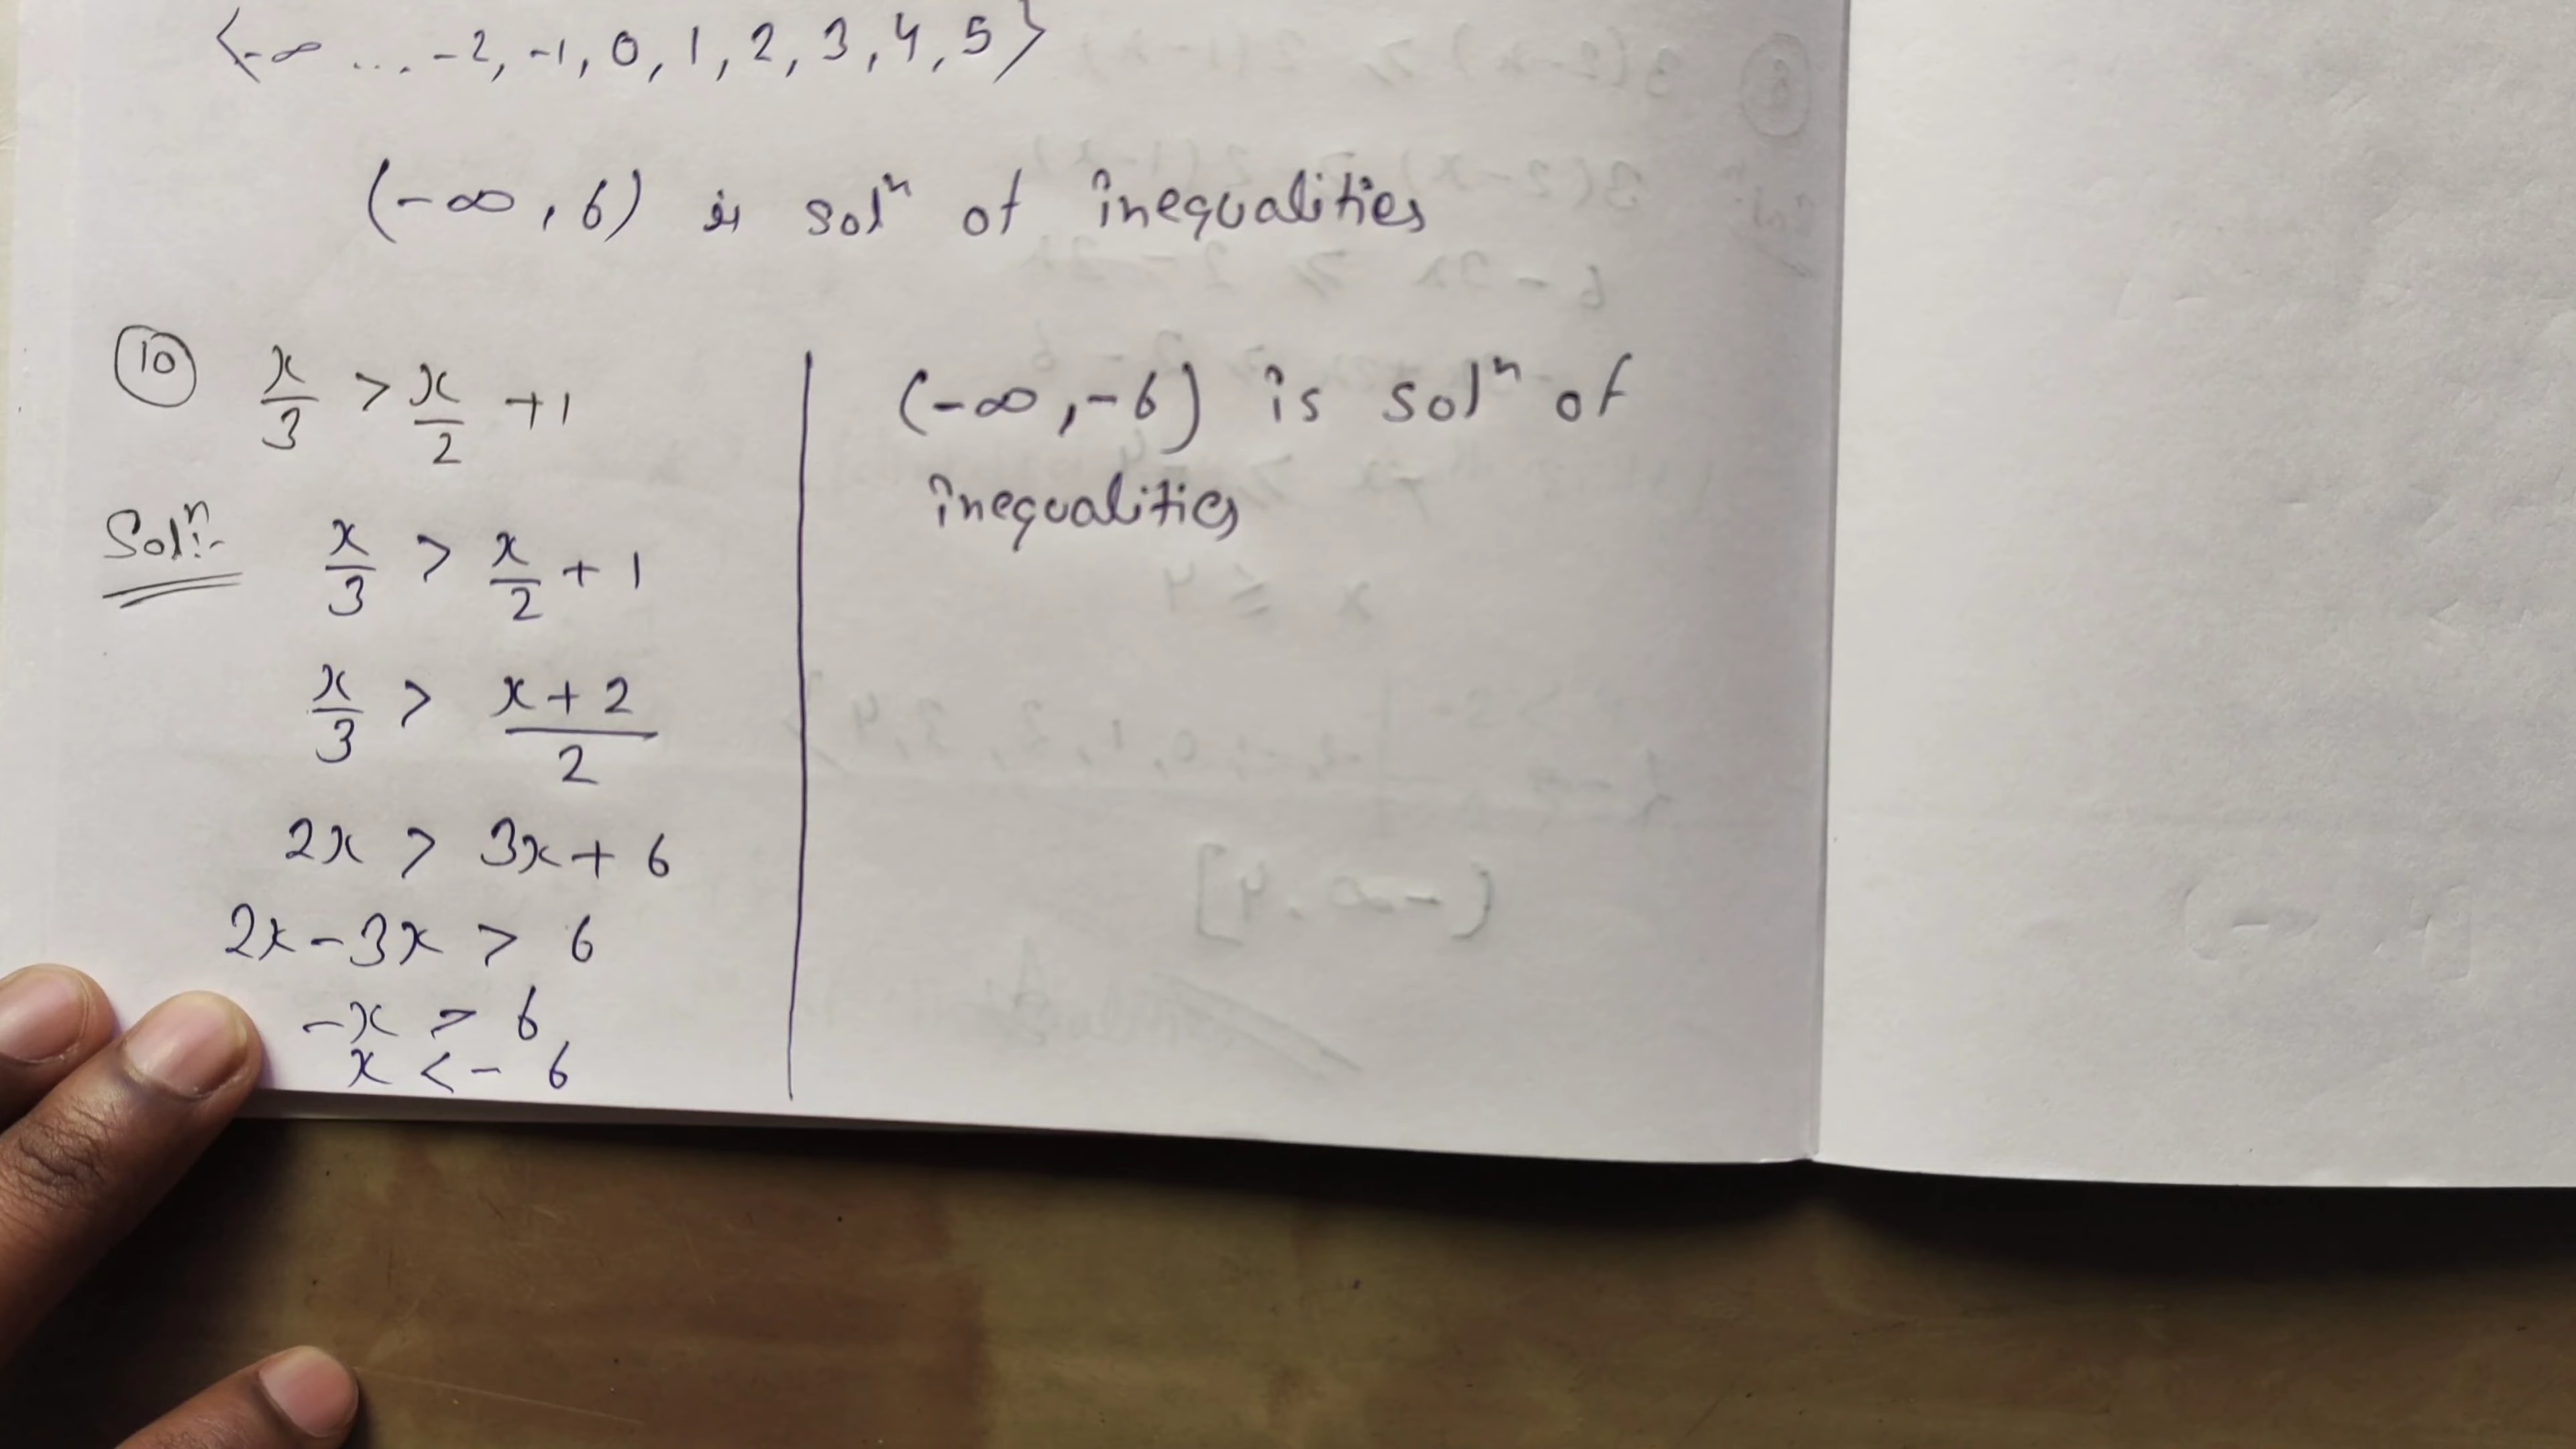 {-∞ ... -2, -1, 0, 1, 2, 3, 4, 5}
(-∞, 6) is solⁿ of inequalities
⑩ x/3 > x/2 + 1
Solⁿ:- x/3 > x/2 + 1
x/3 > (x + 2)/2
2x > 3x + 6
2x - 3x > 6
-x > 6
x < - 6
(-∞, -6) is solⁿ of
inequalities